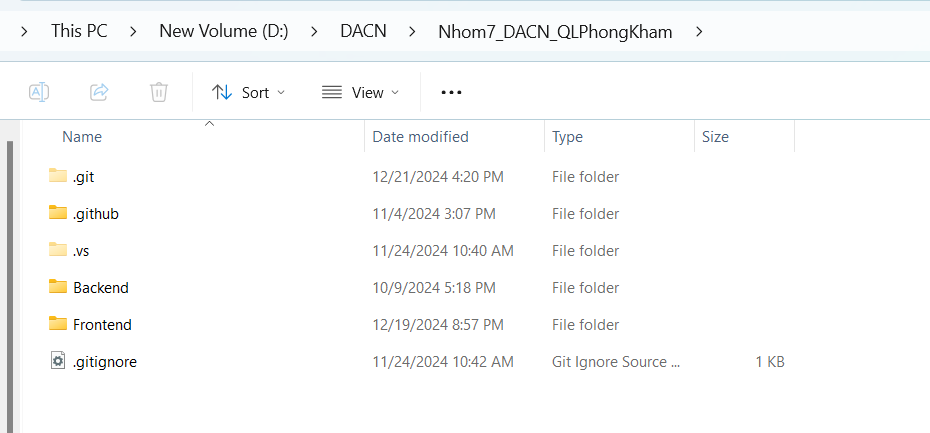 This PC > New Volume (D:) > DACN > Nhom7_DACN_QLPhongKham >
Sort View
Name Date modified Type Size
.git 12/21/2024 4:20 PM File folder
.github 11/4/2024 3:07 PM File folder
.vs 11/24/2024 10:40 AM File folder
Backend 10/9/2024 5:18 PM File folder
Frontend 12/19/2024 8:57 PM File folder
.gitignore 11/24/2024 10:42 AM Git Ignore Source ... 1 KB